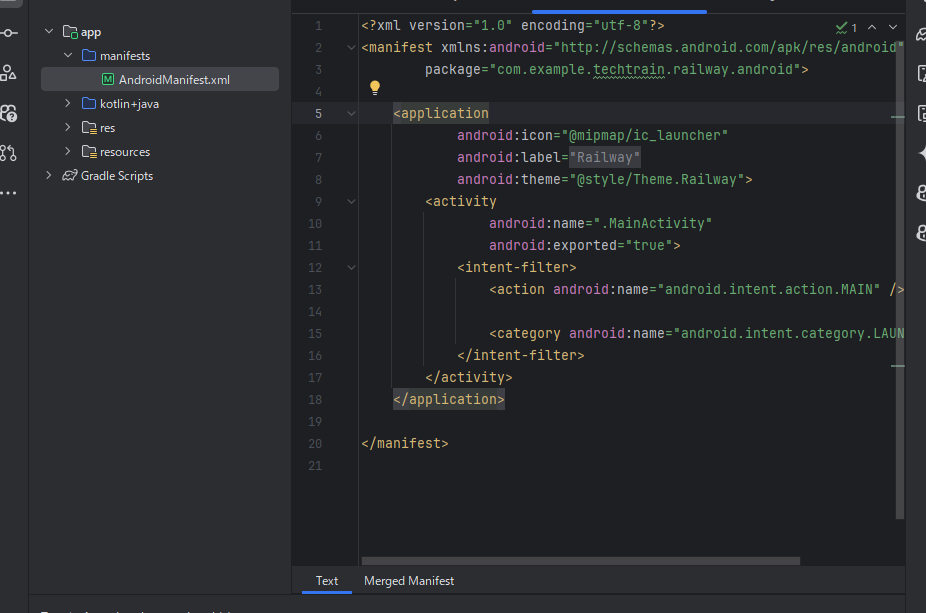 app
manifests
AndroidManifest.xml
kotlin+java
res
resources
Gradle Scripts
1
1 <?xml version="1.0" encoding="utf-8"?>
2 <manifest xmlns:android="http://schemas.android.com/apk/res/android"
3 package="com.example.techtrain.railway.android">
4
5 <application
6 android:icon="@mipmap/ic_launcher"
7 android:label="Railway"
8 android:theme="@style/Theme.Railway">
9 <activity
10 android:name=".MainActivity"
11 android:exported="true">
12 <intent-filter>
13 <action android:name="android.intent.action.MAIN" />
14
15 <category android:name="android.intent.category.LAUN
16 </intent-filter>
17 </activity>
18 </application>
19
20 </manifest>
21
Text Merged Manifest